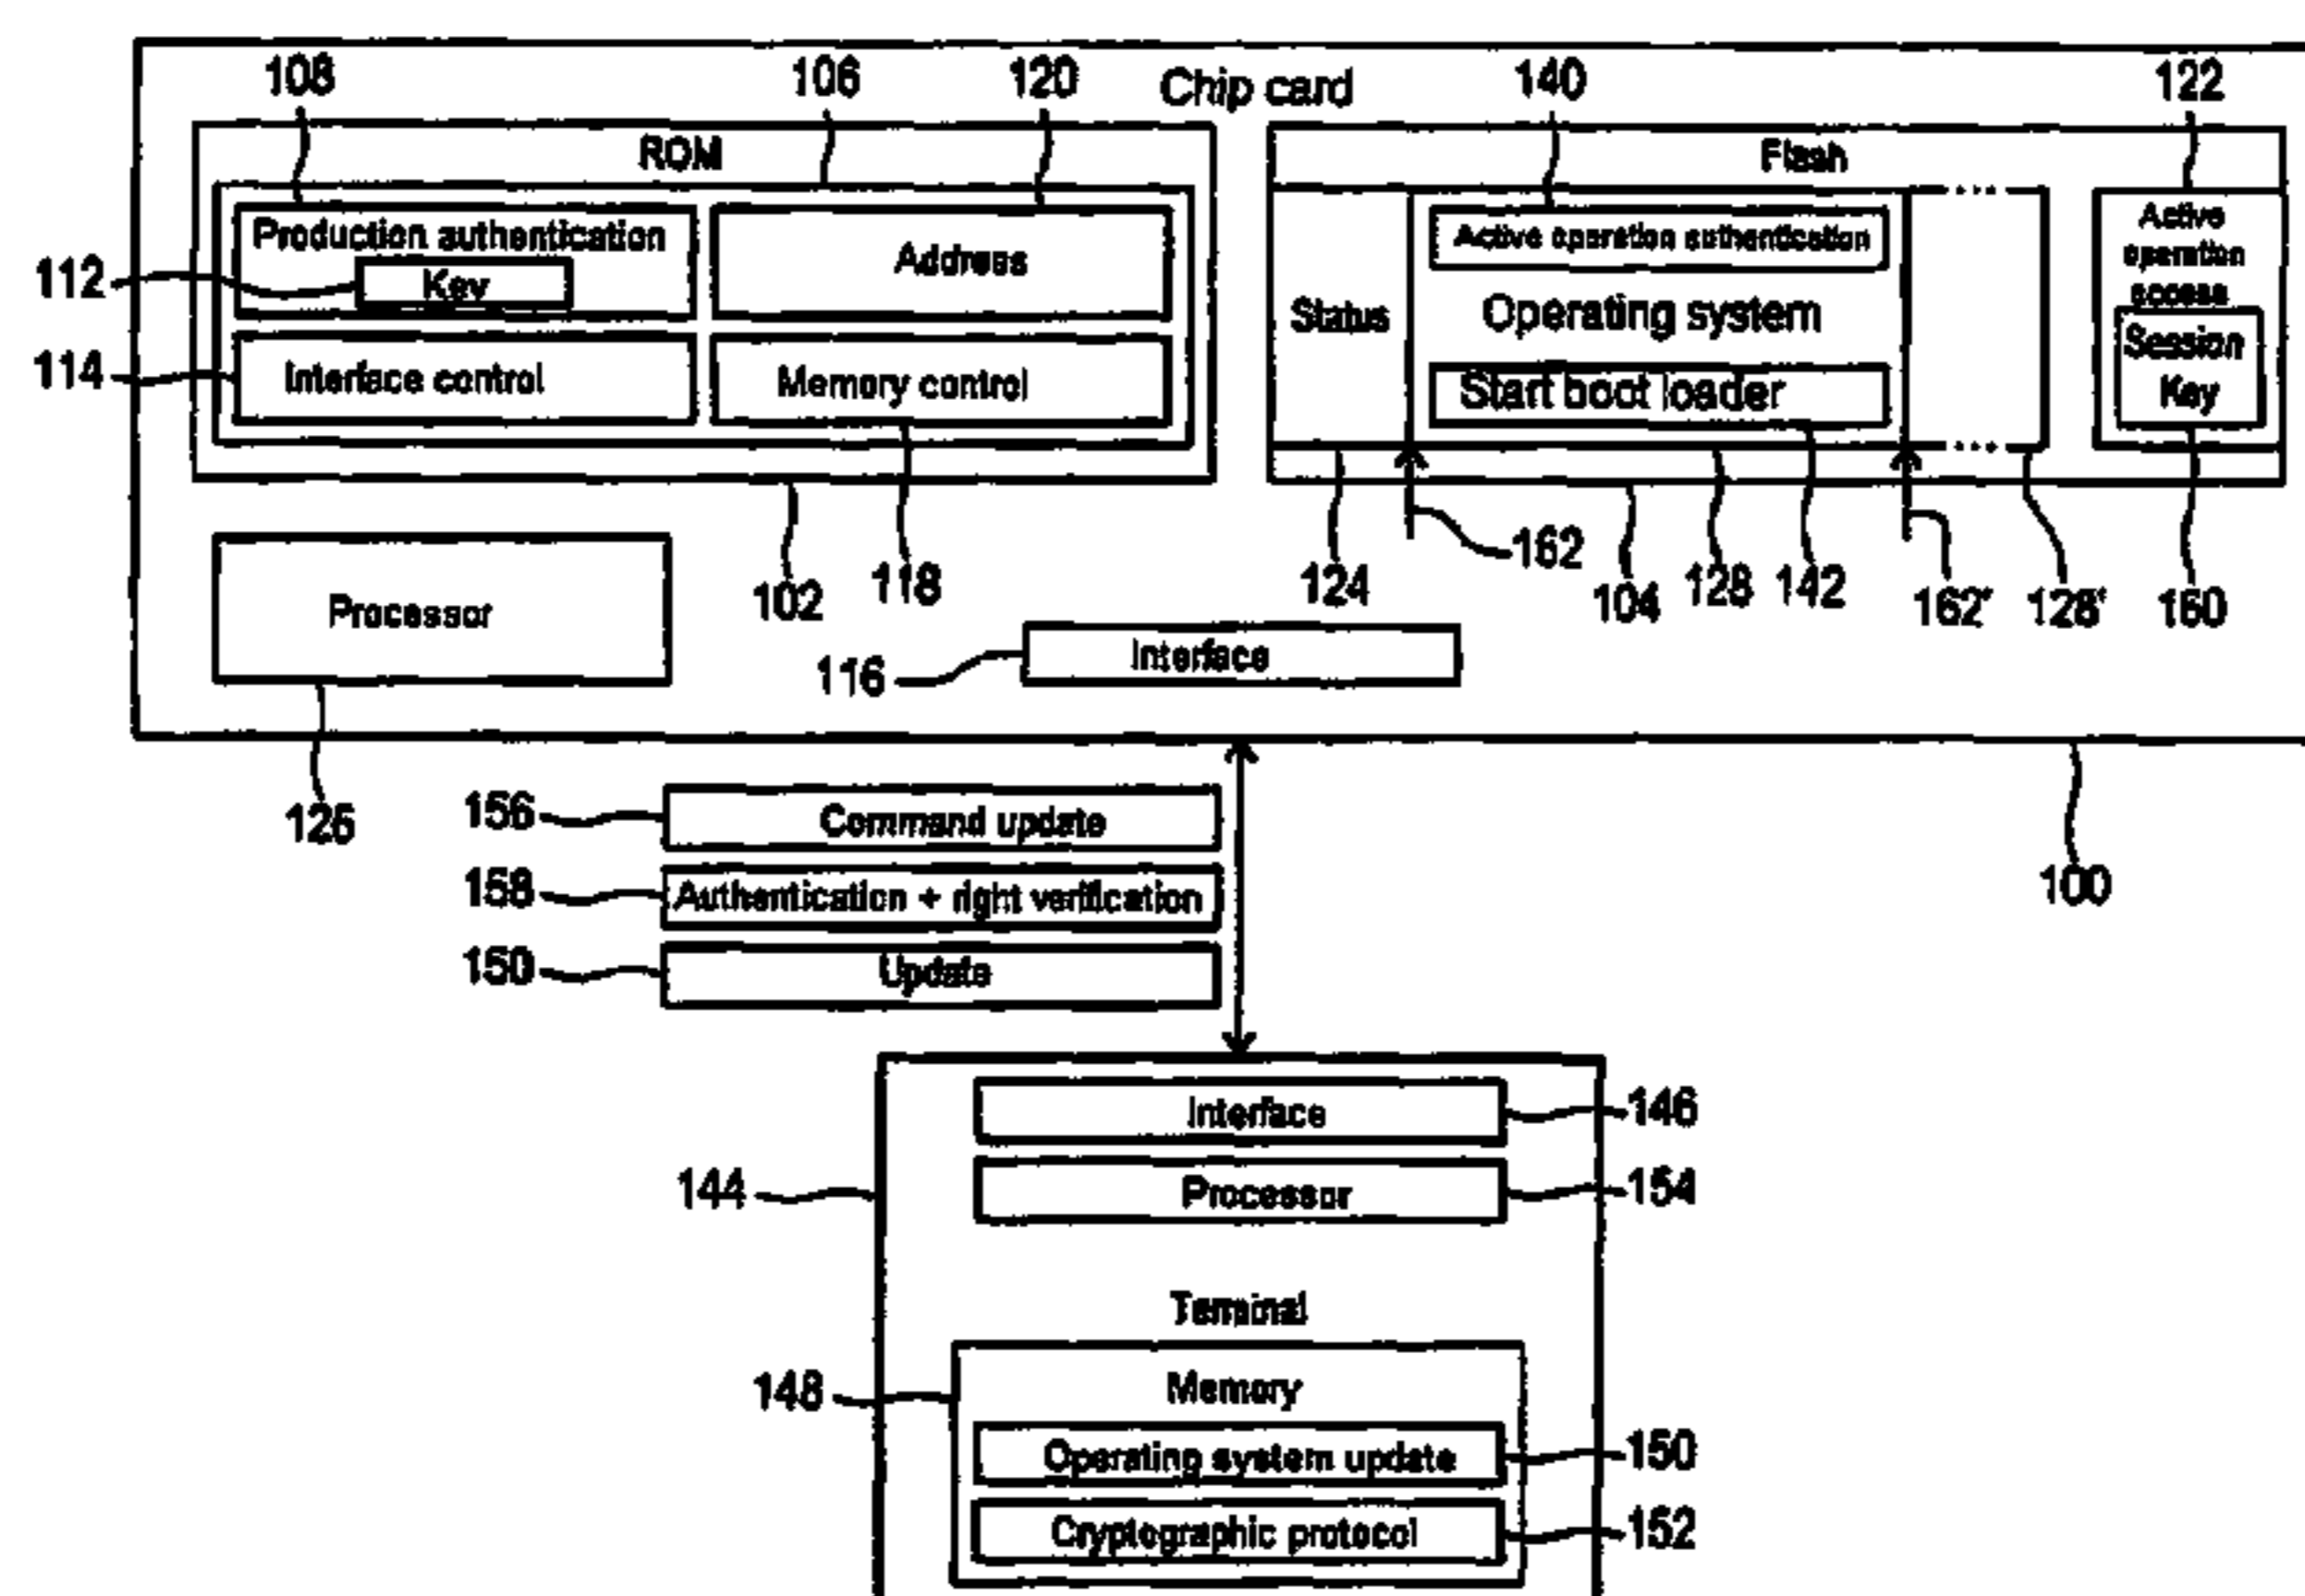 108
106
120
Chip card
140
122
ROM
Flash
Production authentication
Key
Address
112
Interface control
Memory control
114
Status
Active operation authentication
Operating system
Start boot loader
Active
operation
access
Session
Key
102
118
124
162
104
128
142
162'
128'
160
Processor
116
Interface
126
156
Command update
158
Authentication + right verification
150
Update
100
Interface
146
144
Processor
154
Terminal
148
Memory
Operating system update
150
Cryptographic protocol
152